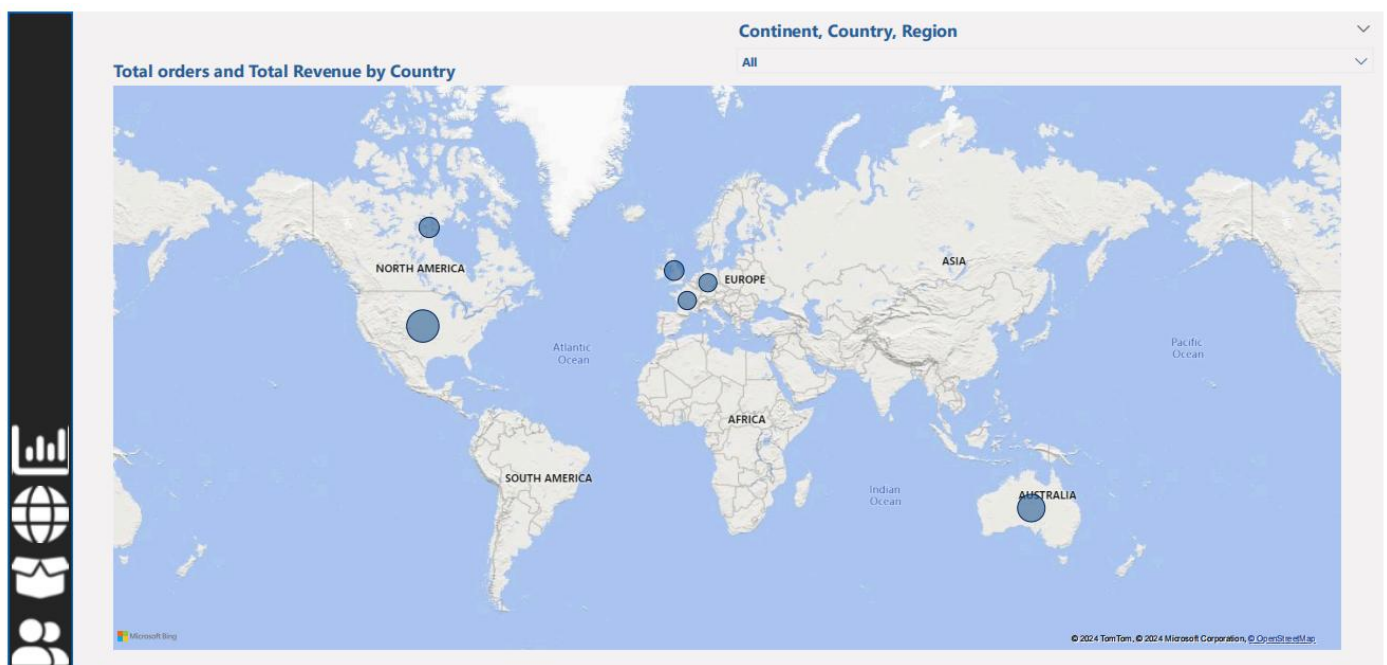 Continent, Country, Region
All
Total orders and Total Revenue by Country
NORTH AMERICA
ASIA
EUROPE
Atlantic
Ocean
Pacific
Ocean
AFRICA
SOUTH AMERICA
Indian
Ocean
AUSTRALIA
Microsoft Bing
© 2024 TomTom, © 2024 Microsoft Corporation, © OpenStreetMap